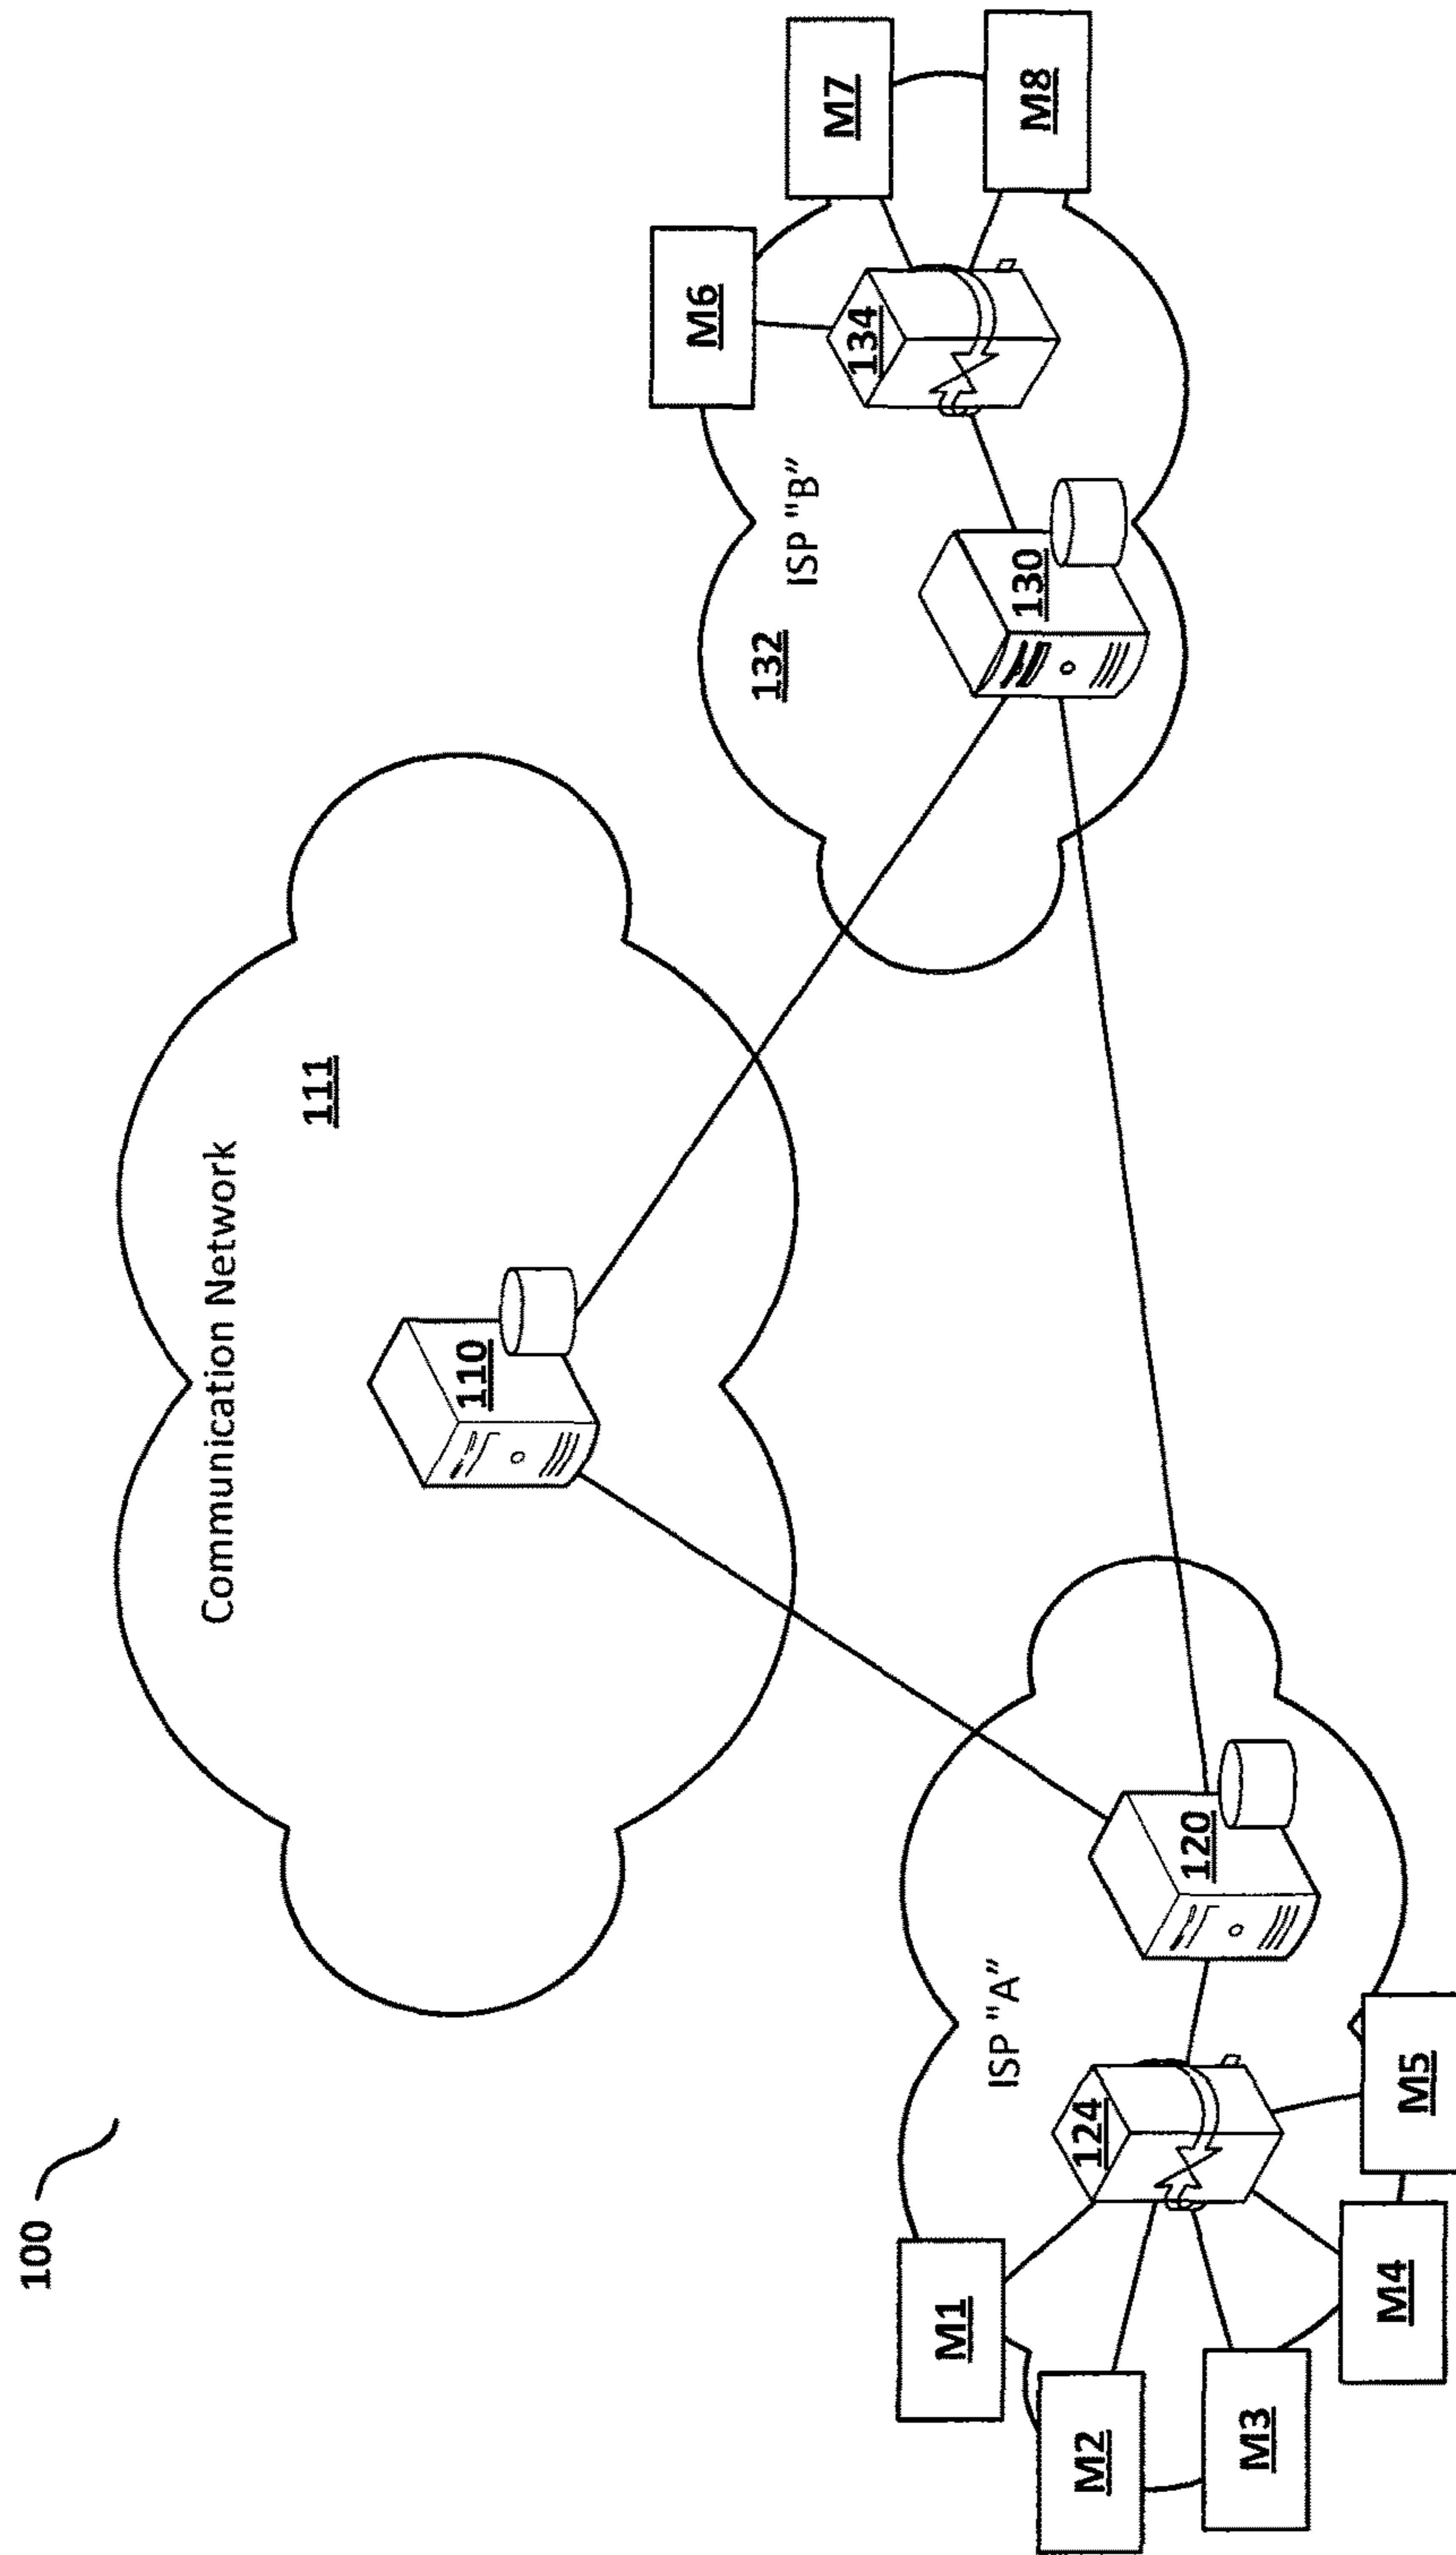 100
Communication Network
111
110
ISP "B"
132
130
134
M6
M7
M8
ISP "A"
120
124
M1
M2
M3
M4
M5